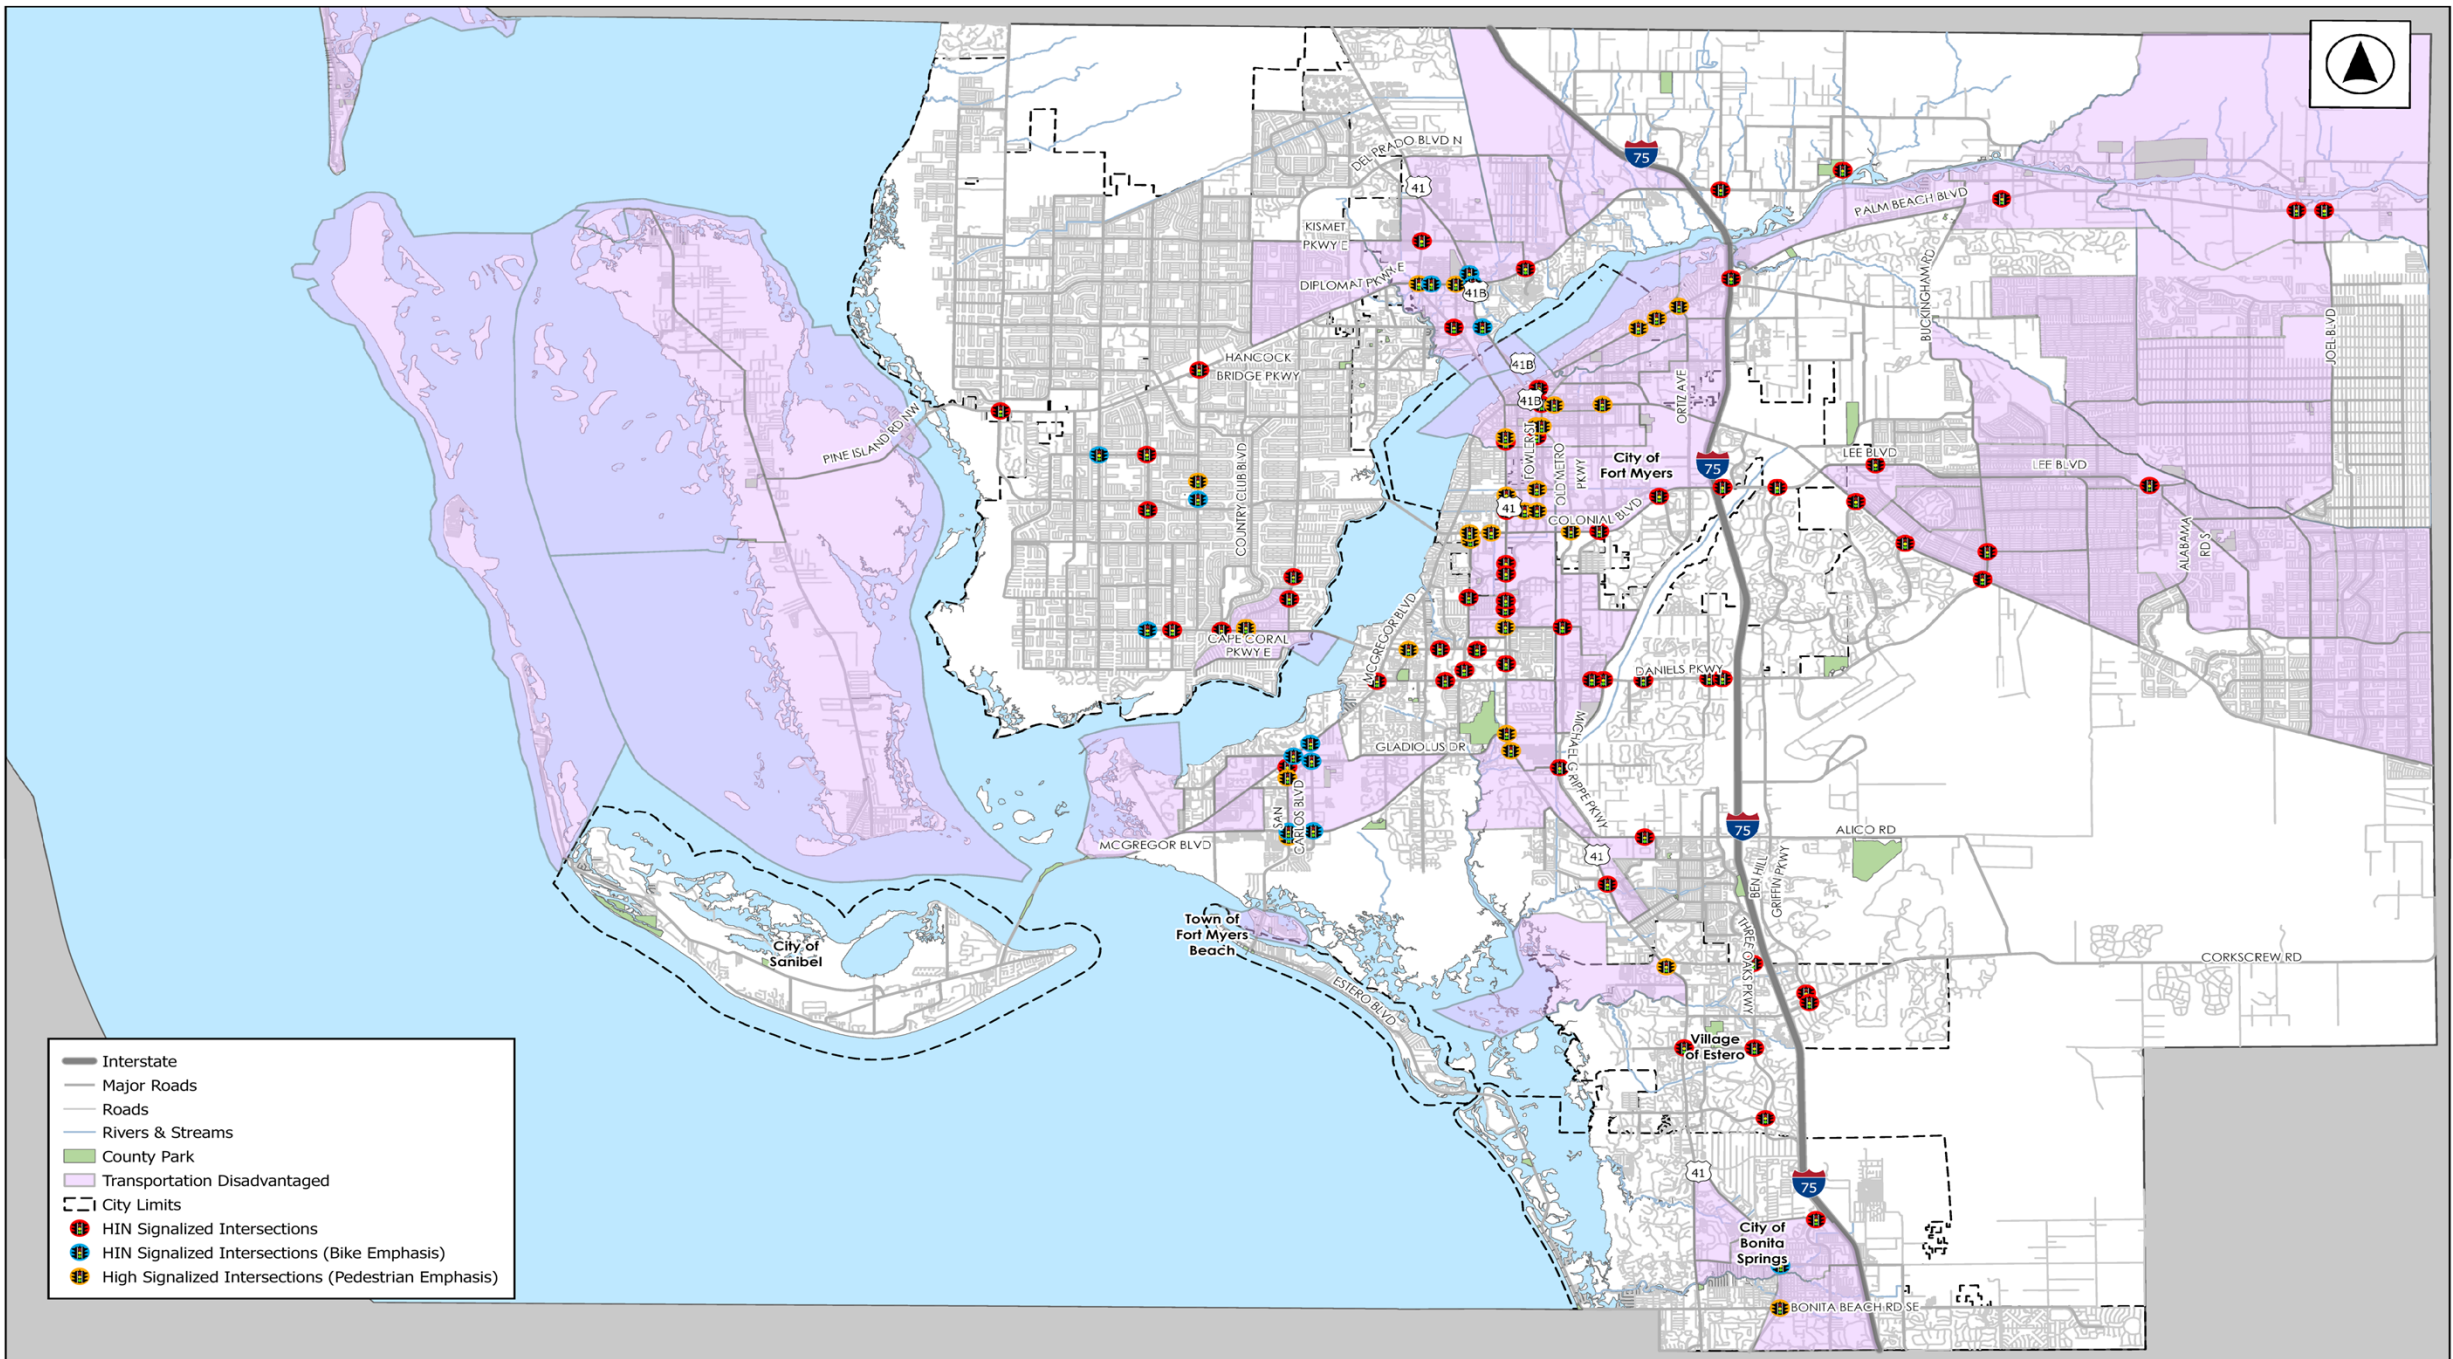 DEL PRADO BLVD N
75
41
PALM BEACH BLVD
KISMET
PKWY E
DIPLOMAT PKWY E
41B
BUCKINGHAM RD
JOEL BLVD
HANCOCK
BRIDGE PKWY
41B
ORTIZ AVE
41B
PINE ISLAND RD NW
COUNTRY CLUB BLVD
FOWLER ST
OLD METRO
PKWY
City of
Fort Myers
75
LEE BLVD
LEE BLVD
41
COLONIAL BLVD
ALABAMA
RD S
MCGREGOR BLVD
CAPE CORAL
PKWY E
DANIELS PKWY
MICHAEL G RIPPE PKWY
GLADIOLUS DR
SAN
CARLOS BLVD
75
ALICO RD
MCGREGOR BLVD
41
BEN HILL
GRIFFIN PKWY
Town of
Fort Myers
Beach
City of
Sanibel
THREE OAKS PKWY
CORKSCREW RD
ESTERO BLVD
Village
of Estero
41
75
City of
Bonita
Springs
BONITA BEACH RD SE
Interstate
Major Roads
Roads
Rivers & Streams
County Park
Transportation Disadvantaged
City Limits
HIN Signalized Intersections
HIN Signalized Intersections (Bike Emphasis)
High Signalized Intersections (Pedestrian Emphasis)